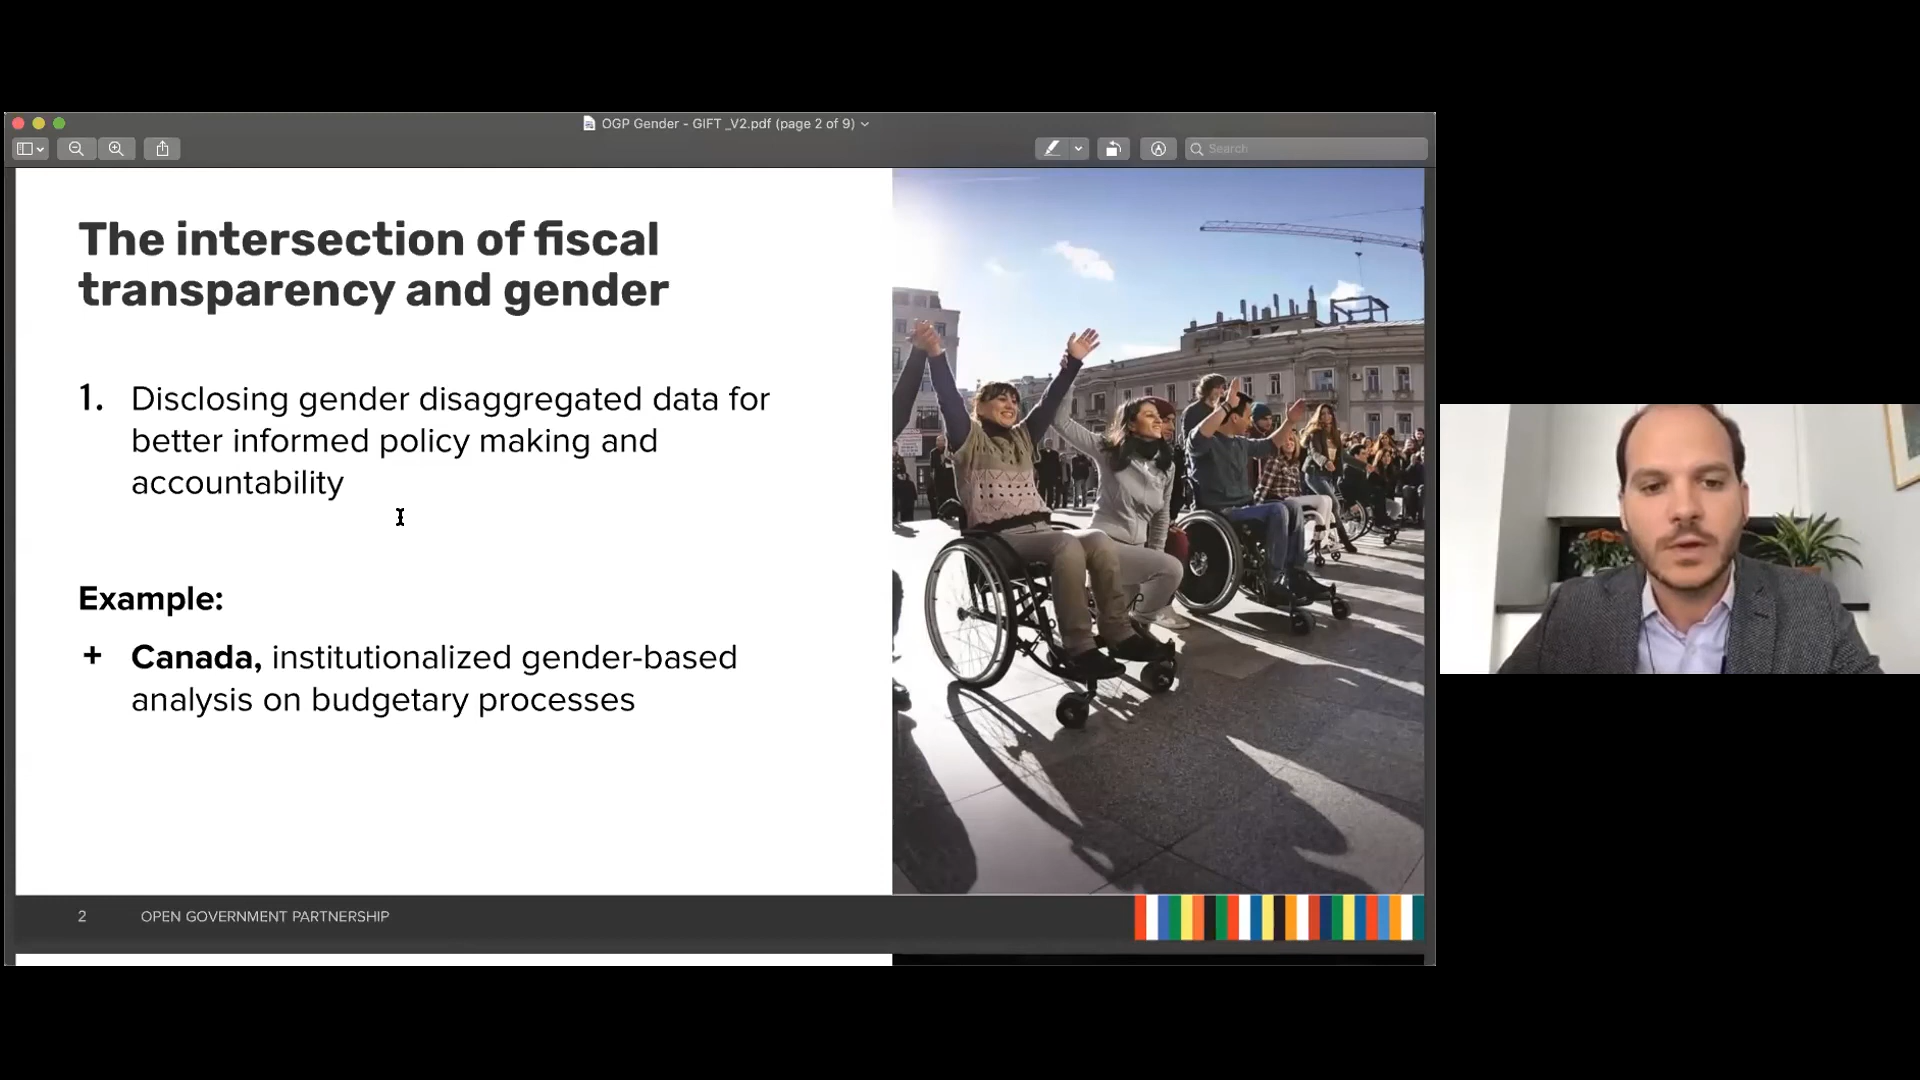 OGP Gender - GIFT _V2.pdf (page 2 of 9)
Search
The intersection of fiscal
transparency and gender
1. Disclosing gender disaggregated data for
better informed policy making and
accountability
Example:
+ Canada, institutionalized gender-based
analysis on budgetary processes
2 OPEN GOVERNMENT PARTNERSHIP